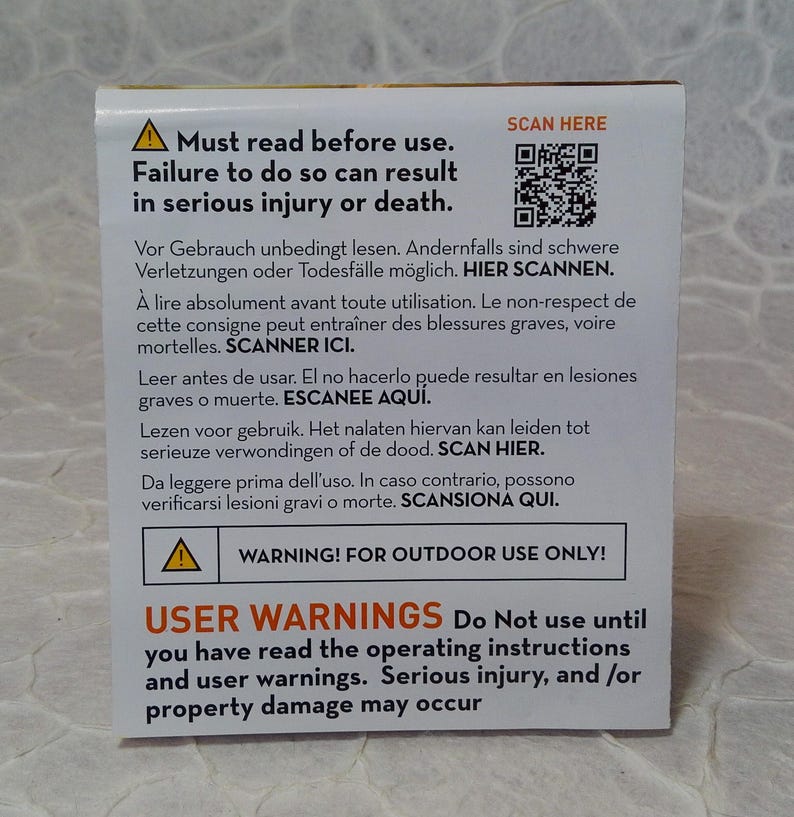 Must read before use.
SCAN HERE
Failure to do so can result
in serious injury or death.
Vor Gebrauch unbedingt lesen. Andernfalls sind schwere
Verletzungen oder Todesfälle möglich. HIER SCANNEN.
À lire absolument avant toute utilisation. Le non-respect de
cette consigne peut entraîner des blessures graves, voire
mortelles. SCANNER ICI.
Leer antes de usar. El no hacerlo puede resultar en lesiones
graves o muerte. ESCANEE AQUÍ.
Lezen voor gebruik. Het nalaten hiervan kan leiden tot
serieuze verwondingen of de dood. SCAN HIER.
Da leggere prima dell'uso. In caso contrario, possono
verificarsi lesioni gravi o morte. SCANSIONA QUI.
WARNING! FOR OUTDOOR USE ONLY!
USER WARNINGS Do Not use until
you have read the operating instructions
and user warnings. Serious injury, and /or
property damage may occur